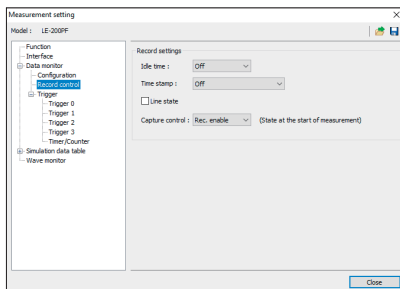 Measurement setting
Model : LE-200PF
Function
Interface
Data monitor
Configuration
Record control
Trigger
Trigger 0
Trigger 1
Trigger 2
Trigger 3
Timer/Counter
Simulation data table
Wave monitor
Record settings
Idle time : Off
Time stamp : Off
Line state
Capture control : Rec. enable (State at the start of measurement)
Close